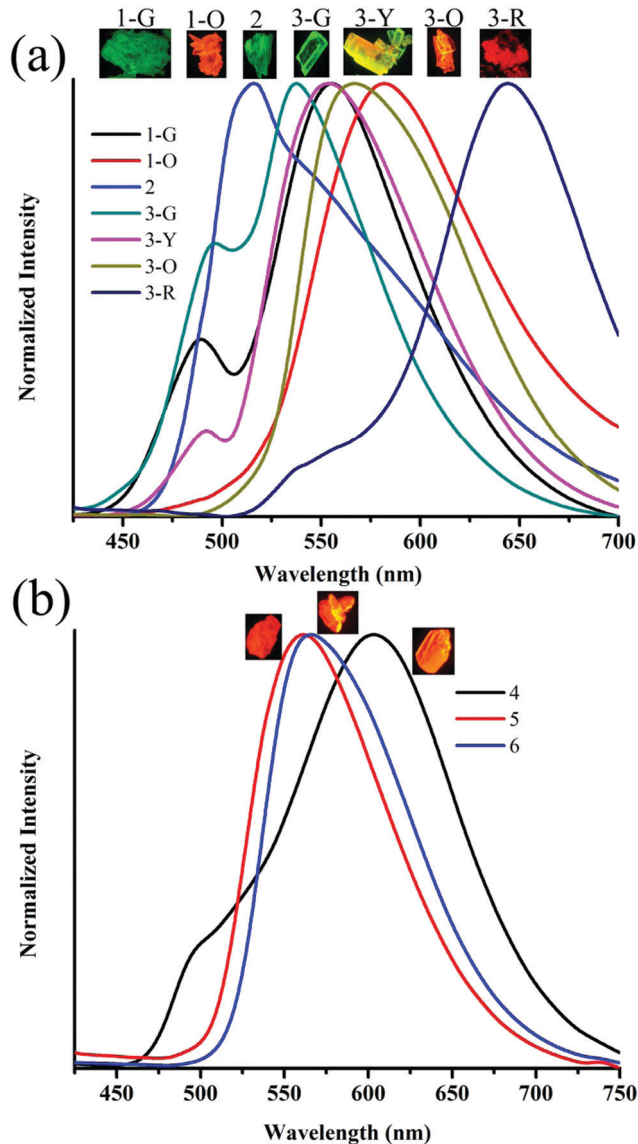 1-G 1-O 2 3-G 3-Y 3-O 3-R
(a)
1-G
1-O
2
3-G
3-Y
3-O
3-R
Normalized Intensity
450 500 550 600 650 700
Wavelength (nm)
(b)
4
5
6
Normalized Intensity
450 500 550 600 650 700 750
Wavelength (nm)